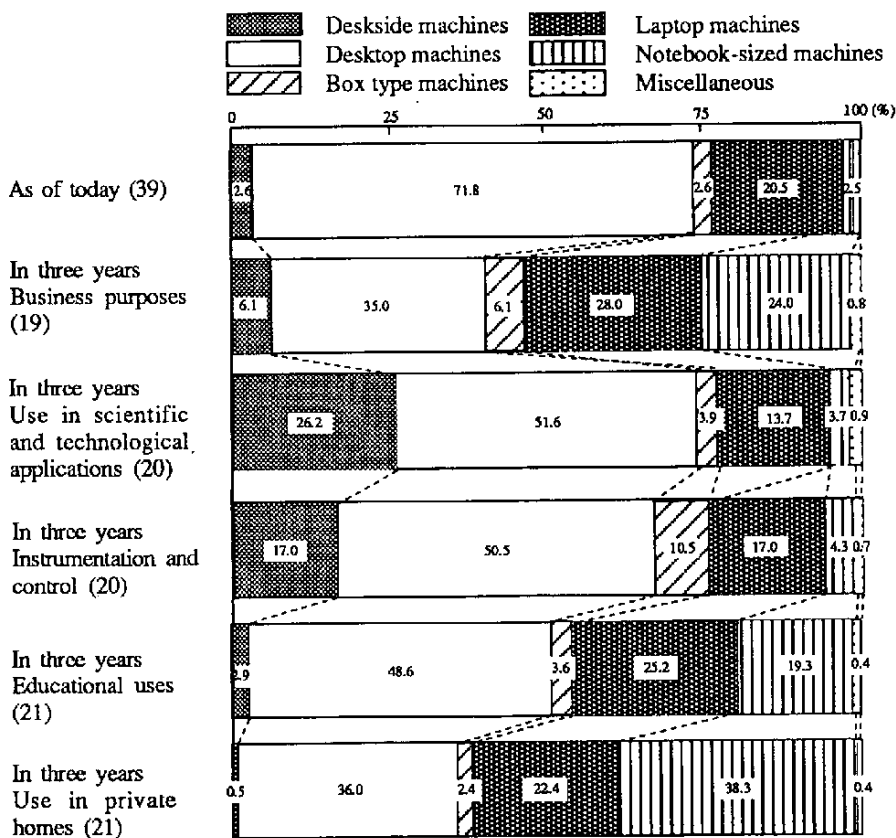 Deskside machines
Laptop machines
Desktop machines
Notebook-sized machines
Box type machines
Miscellaneous
0 25 50 75 100 (%)
As of today (39)
2.6 71.8 2.6 20.5 2.5
In three years
Business purposes
(19)
6.1 35.0 6.1 28.0 24.0 0.8
In three years
Use in scientific
and technological
applications (20)
26.2 51.6 3.9 13.7 3.7 0.9
In three years
Instrumentation and
control (20)
17.0 50.5 10.5 17.0 4.3 0.7
In three years
Educational uses
(21)
2.9 48.6 3.6 25.2 19.3 0.4
In three years
Use in private
homes (21)
0.5 36.0 2.4 22.4 38.3 0.4